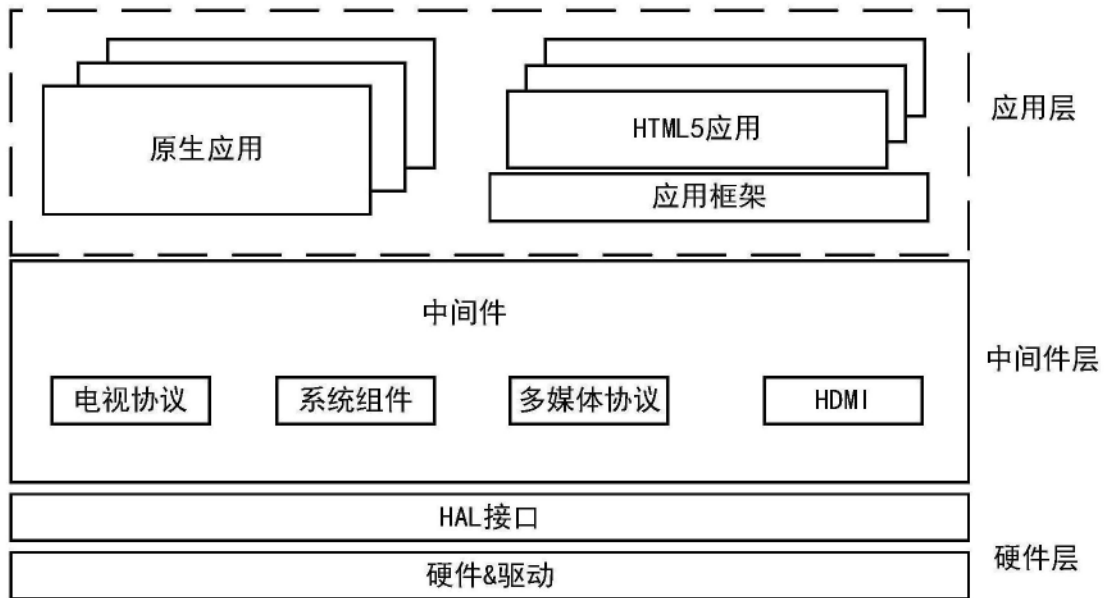 原生应用
HTML5应用
应用框架
应用层
中间件
电视协议
系统组件
多媒体协议
HDMI
中间件层
HAL接口
硬件&驱动
硬件层